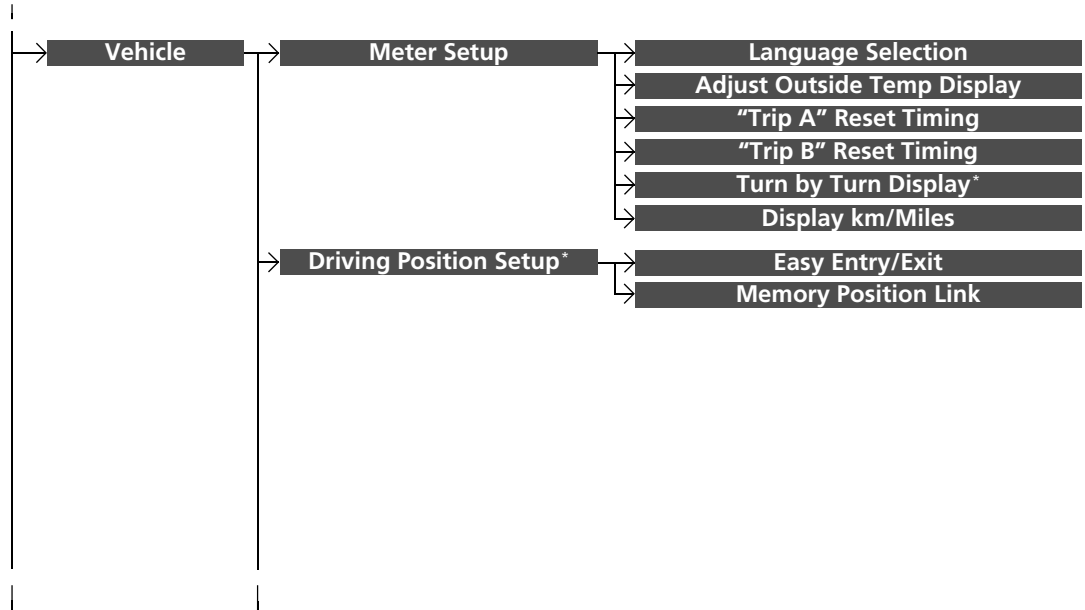 Vehicle
Meter Setup
Language Selection
Adjust Outside Temp Display
“Trip A” Reset Timing
“Trip B” Reset Timing
Turn by Turn Display*
Display km/Miles
Driving Position Setup*
Easy Entry/Exit
Memory Position Link